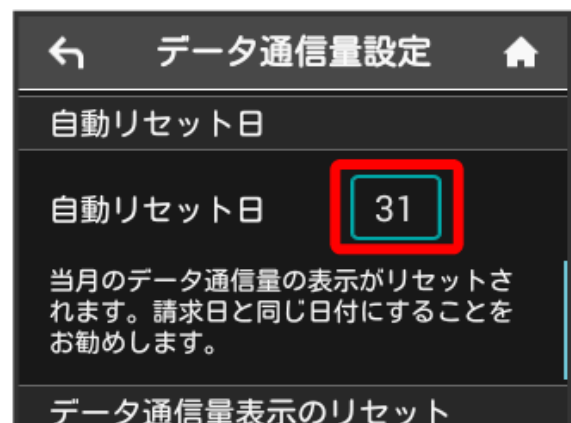 データ通信量設定
自動リセット日
自動リセット日 31
当月のデータ通信量の表示がリセットさ
れます。請求日と同じ日付にすることを
お勧めします。
データ通信量表示のリセット